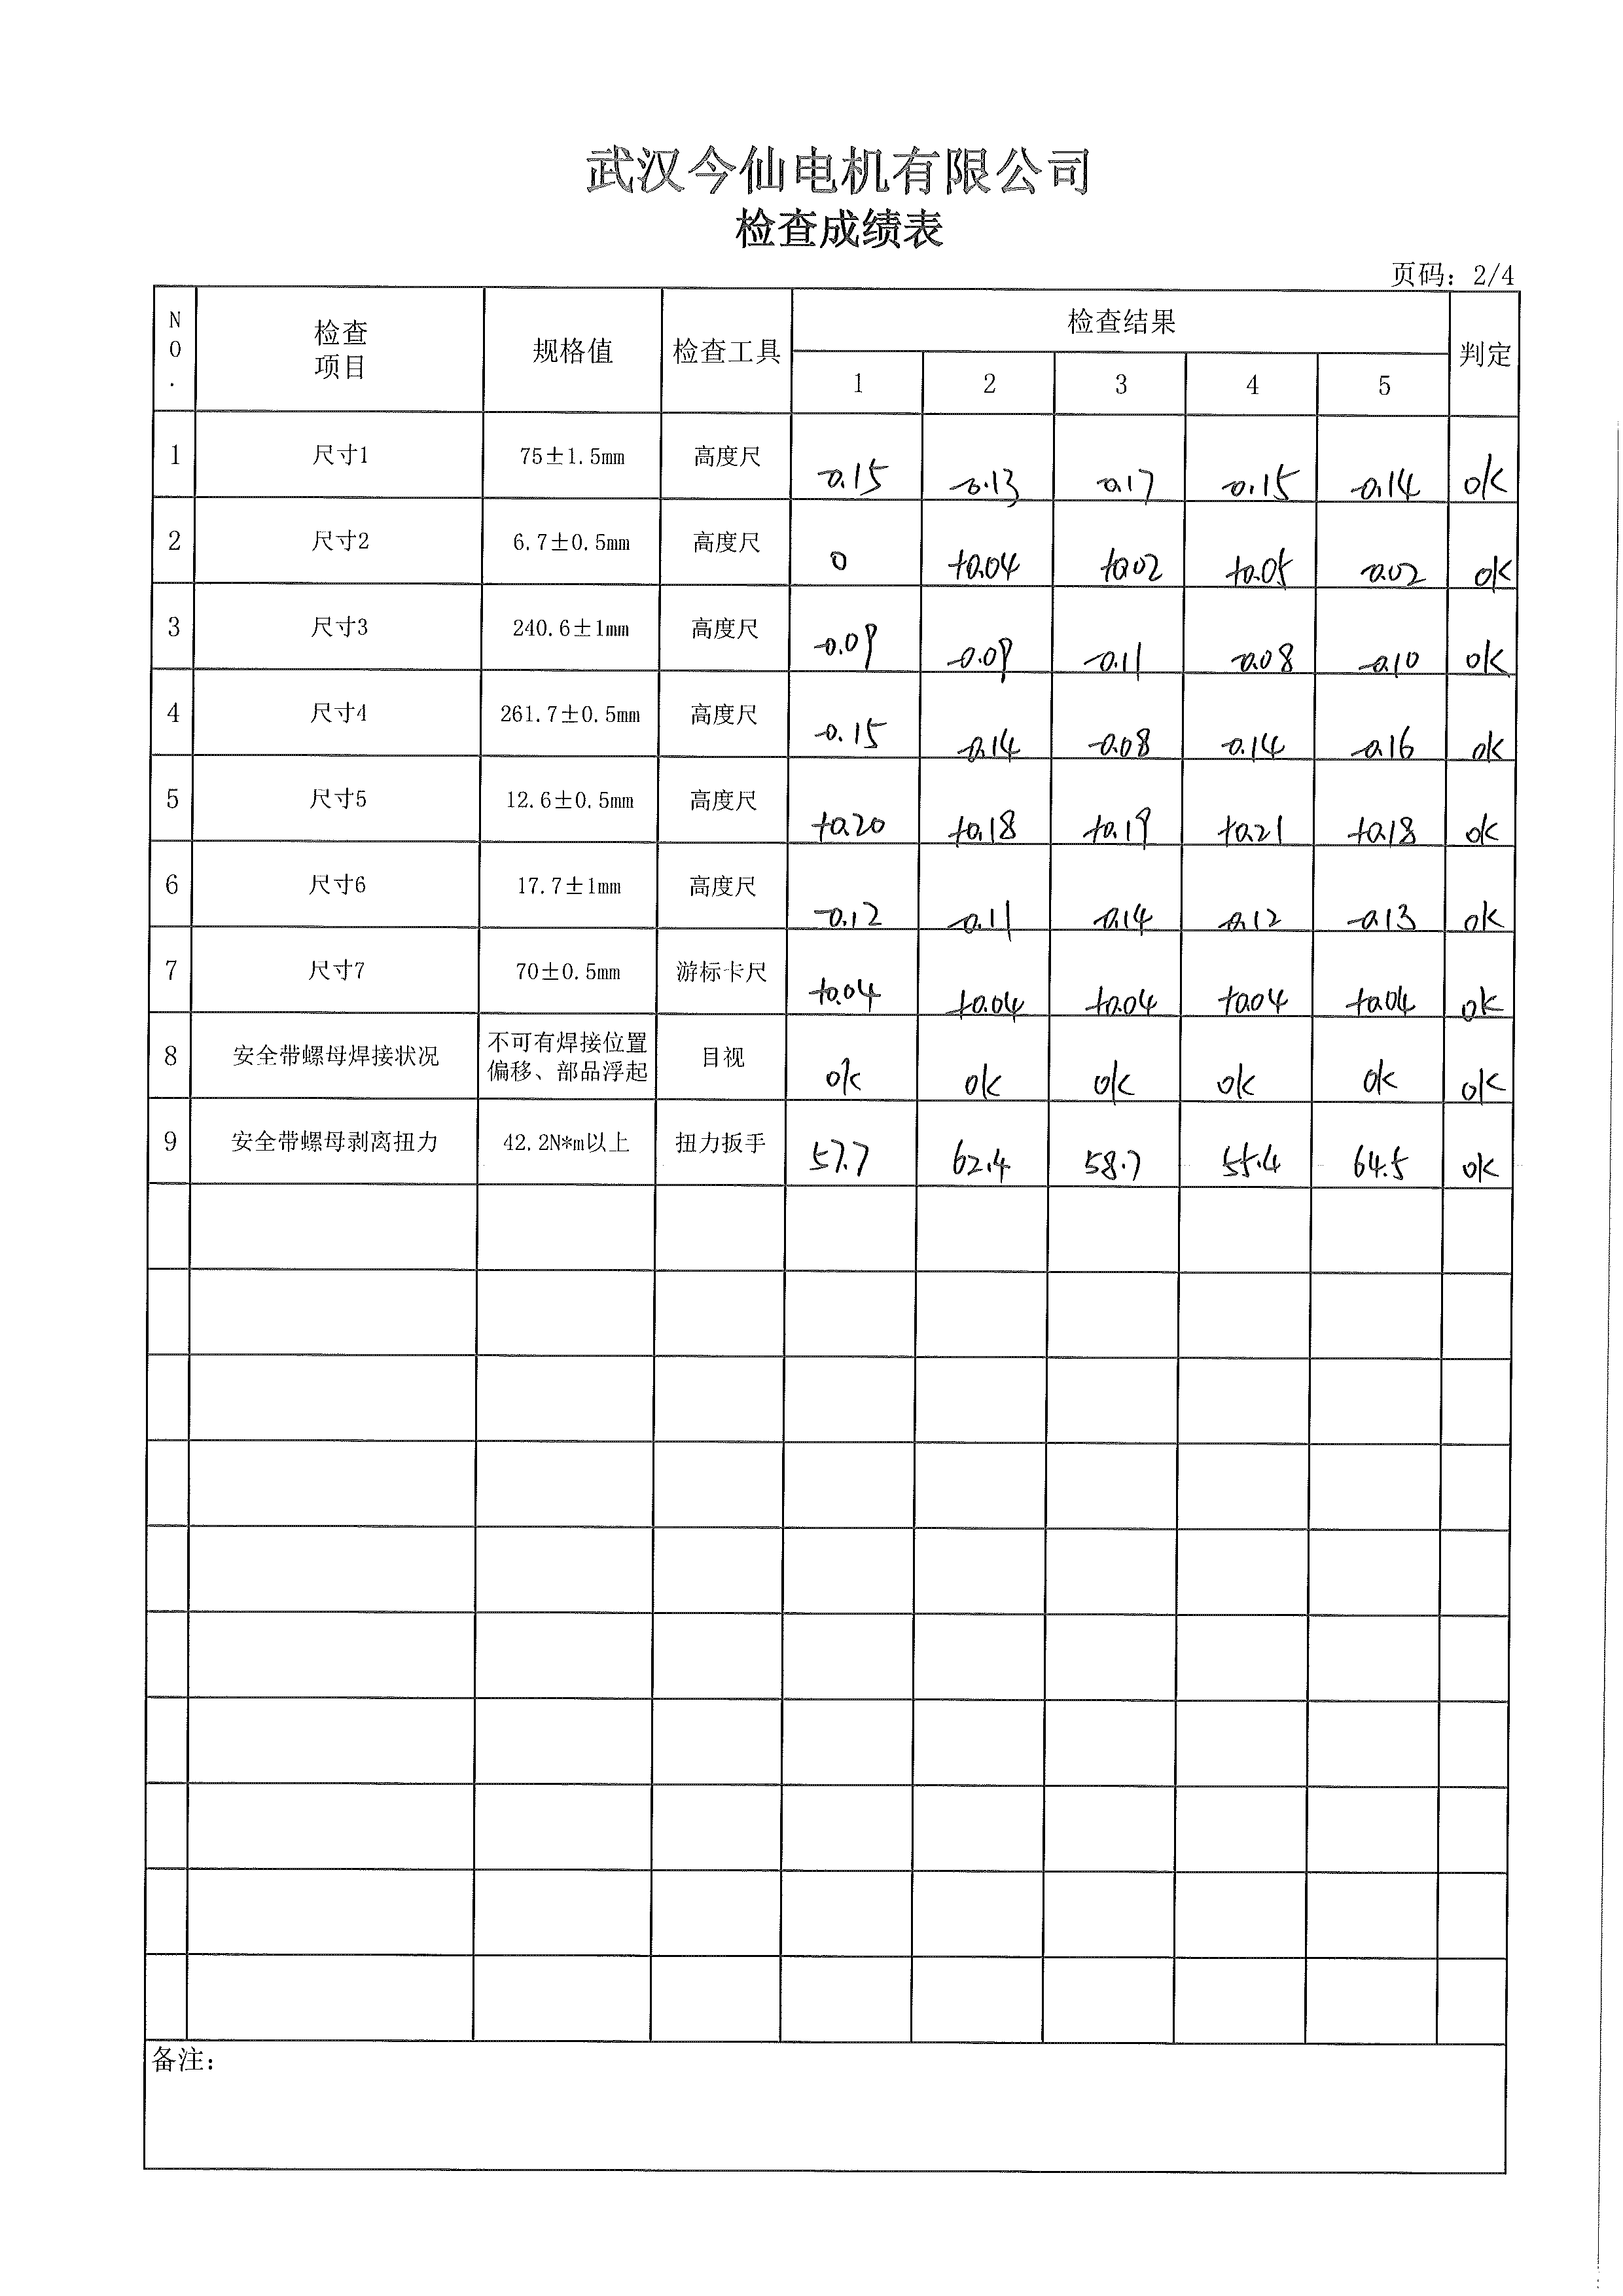 武汉今仙电机有限公司
检查成绩表
页码：2/4
NO. 检查项目 规格值 检查工具 检查结果 判定
1 2 3 4 5
1 尺寸1 75±1.5mm 高度尺 -0.15 -0.13 -0.17 -0.15 -0.14 ok
2 尺寸2 6.7±0.5mm 高度尺 0 +0.04 +0.02 +0.05 -0.02 ok
3 尺寸3 240.6±1mm 高度尺 -0.09 -0.09 -0.11 -0.08 -0.10 ok
4 尺寸4 261.7±0.5mm 高度尺 -0.15 -0.14 -0.08 -0.14 -0.16 ok
5 尺寸5 12.6±0.5mm 高度尺 +0.20 +0.18 +0.19 +0.21 +0.18 ok
6 尺寸6 17.7±1mm 高度尺 -0.12 -0.11 -0.14 -0.12 -0.13 ok
7 尺寸7 70±0.5mm 游标卡尺 +0.04 +0.04 +0.04 +0.04 +0.04 ok
8 安全带螺母焊接状况 不可有焊接位置偏移、部品浮起 目视 ok ok ok ok ok ok
9 安全带螺母剥离扭力 42.2N*m以上 扭力扳手 57.7 62.4 58.7 55.4 64.5 ok
备注：